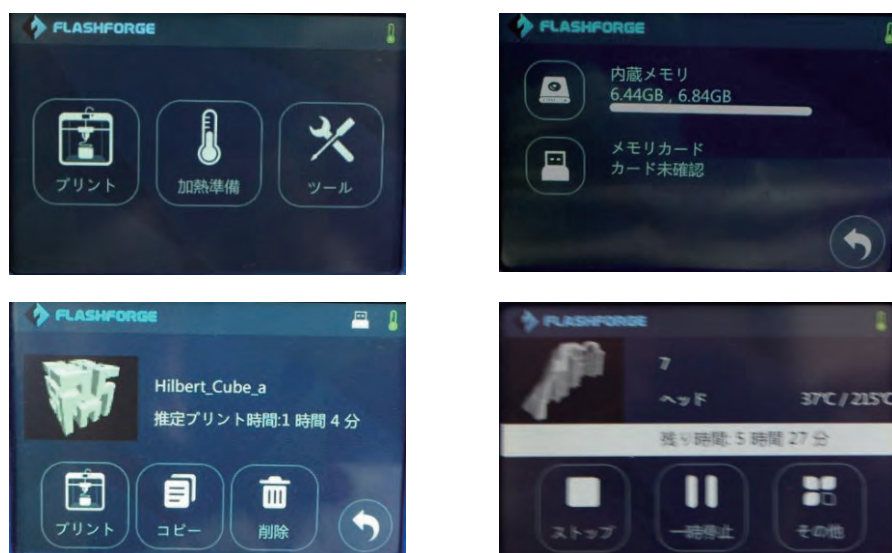 FLASHFORGE
プリント
加熱準備
ツール
FLASHFORGE
内蔵メモリ
6.44GB , 6.84GB
メモリカード
カード未確認
FLASHFORGE
Hilbert_Cube_a
推定プリント時間:1 時間 4 分
プリント
コピー
削除
FLASHFORGE
7
ヘッド
37℃ / 215℃
残り時間: 5 時間 27 分
ストップ
一時停止
その他